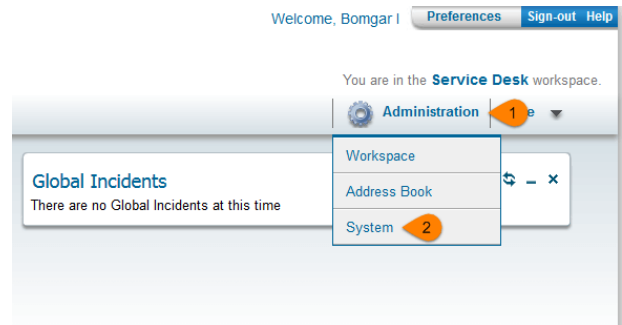 Welcome, Bomgar I Preferences Sign-out Help
You are in the Service Desk workspace.
Administration 1 e
Workspace
Global Incidents
There are no Global Incidents at this time
Address Book
System 2